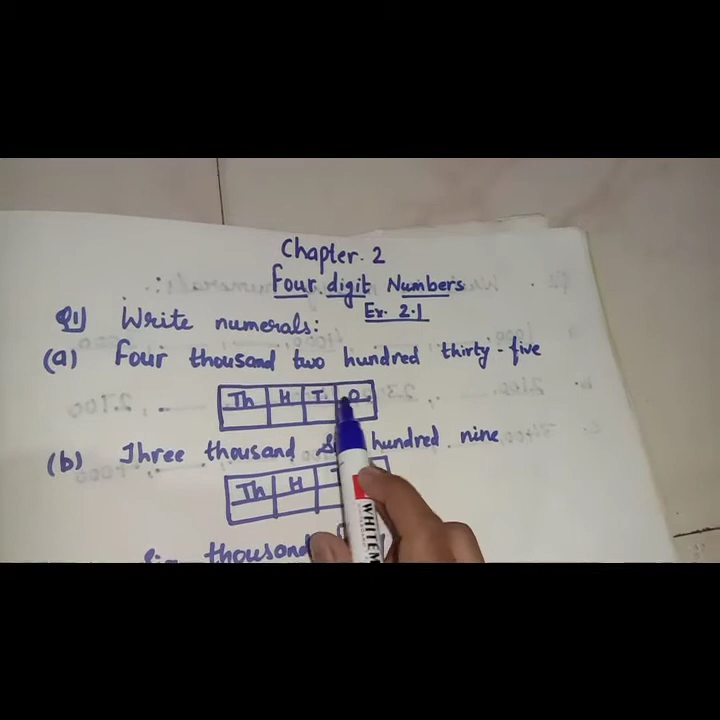 Chapter. 2
Four digit Numbers
Ex. 2.1
Q1) Write numerals:
(a) Four thousand two hundred thirty-five
Th H T. O.
(b) Three thousand hundred nine
Th H
thousand
WHITEM